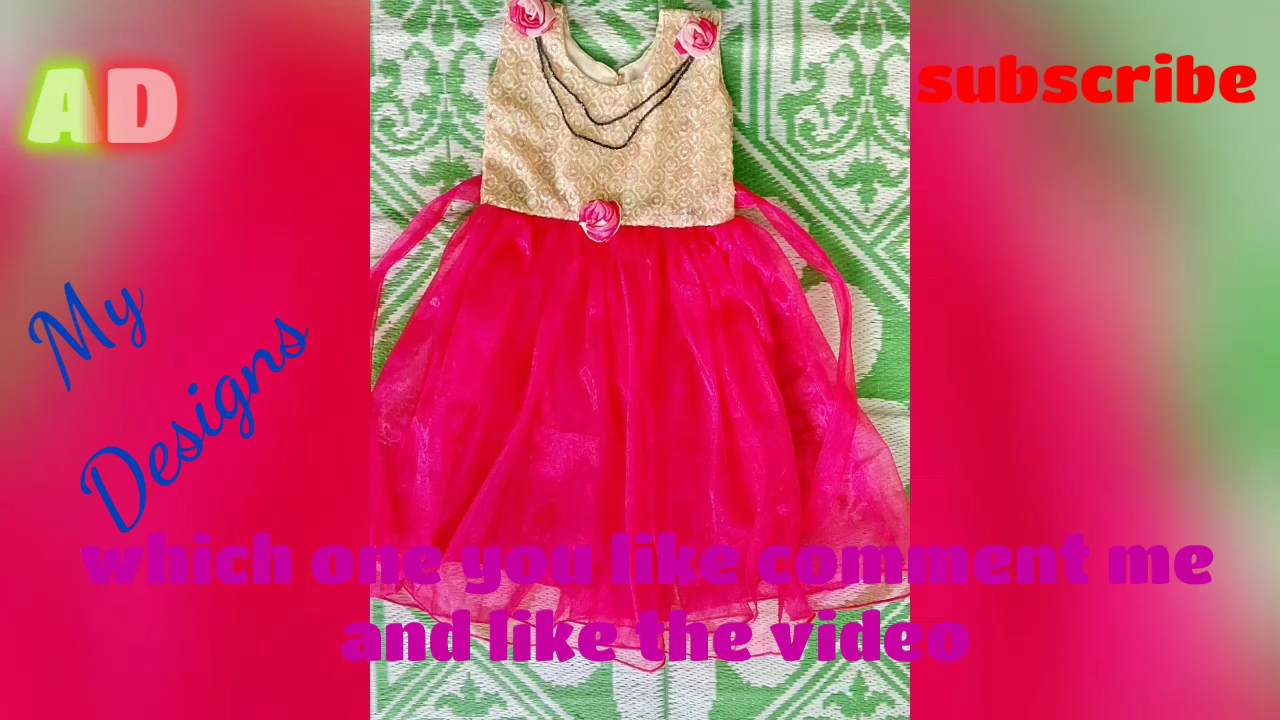 AD
subscribe
My
Designs
which one you like comment me
and like the video